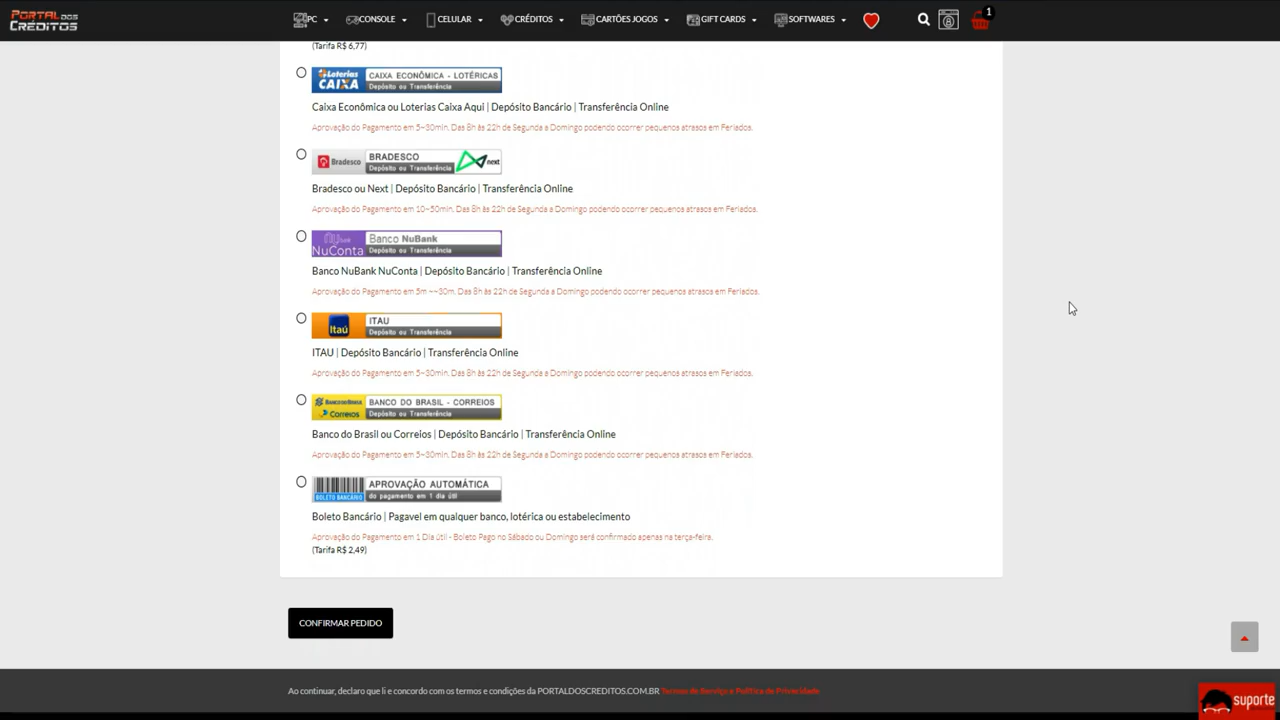 PORTAL DOS CRÉDITOS
PC
CONSOLE
CELULAR
CRÉDITOS
CARTÕES JOGOS
GIFT CARDS
SOFTWARES
1
(Tarifa R$ 6,77)
Loterias CAIXA
CAIXA ECONÔMICA - LOTÉRICAS
Depósito ou Transferência
Caixa Econômica ou Loterias Caixa Aqui | Depósito Bancário | Transferência Online
Aprovação do Pagamento em 5~30min. Das 8h às 22h de Segunda a Domingo podendo ocorrer pequenos atrasos em Feriados.
Bradesco
BRADESCO
Depósito ou Transferência
next
Bradesco ou Next | Depósito Bancário | Transferência Online
Aprovação do Pagamento em 10~50min. Das 8h às 22h de Segunda a Domingo podendo ocorrer pequenos atrasos em Feriados.
NuConta
Banco NuBank
Depósito ou Transferência
Banco NuBank NuConta | Depósito Bancário | Transferência Online
Aprovação do Pagamento em 5m ~~30m. Das 8h às 22h de Segunda a Domingo podendo ocorrer pequenos atrasos em Feriados.
Itaú
ITAU
Depósito ou Transferência
ITAU | Depósito Bancário | Transferência Online
Aprovação do Pagamento em 5~30min. Das 8h às 22h de Segunda a Domingo podendo ocorrer pequenos atrasos em Feriados.
BANCO DO BRASIL
Correios
BANCO DO BRASIL - CORREIOS
Depósito ou Transferência
Banco do Brasil ou Correios | Depósito Bancário | Transferência Online
Aprovação do Pagamento em 5~30min. Das 8h às 22h de Segunda a Domingo podendo ocorrer pequenos atrasos em Feriados.
BOLETO BANCÁRIO
APROVAÇÃO AUTOMÁTICA
do pagamento em 1 dia útil
Boleto Bancário | Pagavel em qualquer banco, lotérica ou estabelecimento
Aprovação do Pagamento em 1 Dia útil - Boleto Pago no Sábado ou Domingo será confirmado apenas na terça-feira.
(Tarifa R$ 2,49)
CONFIRMAR PEDIDO
Ao continuar, declaro que li e concordo com os termos e condições da PORTALDOSCREDITOS.COM.BR Termos de Serviço e Política de Privacidade
suporte